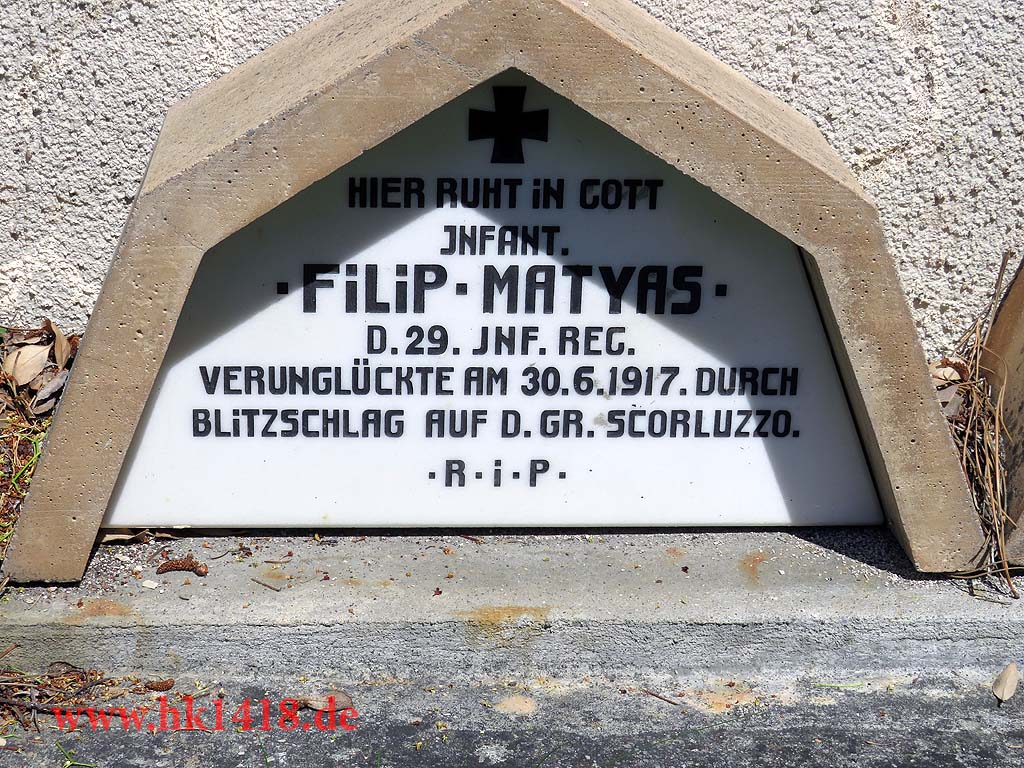 HIER RUHT iN GOTT
JNFANT.
· FiLiP · MATYAS ·
D. 29. JNF. REG.
VERUNGLÜCKTE AM 30.6.1917. DURCH
BLiTZSCHLAG AUF D. GR. SCORLUZZO.
· R · i · P ·
www.hk1418.de